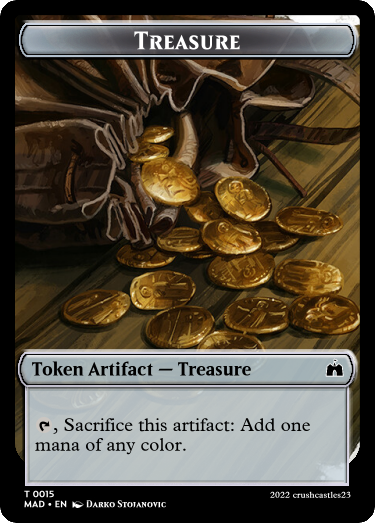 TREASURE
Token Artifact — Treasure
, Sacrifice this artifact: Add one
mana of any color.
T 0015
MAD • EN DARKO STOJANOVIC
2022 crushcastles23